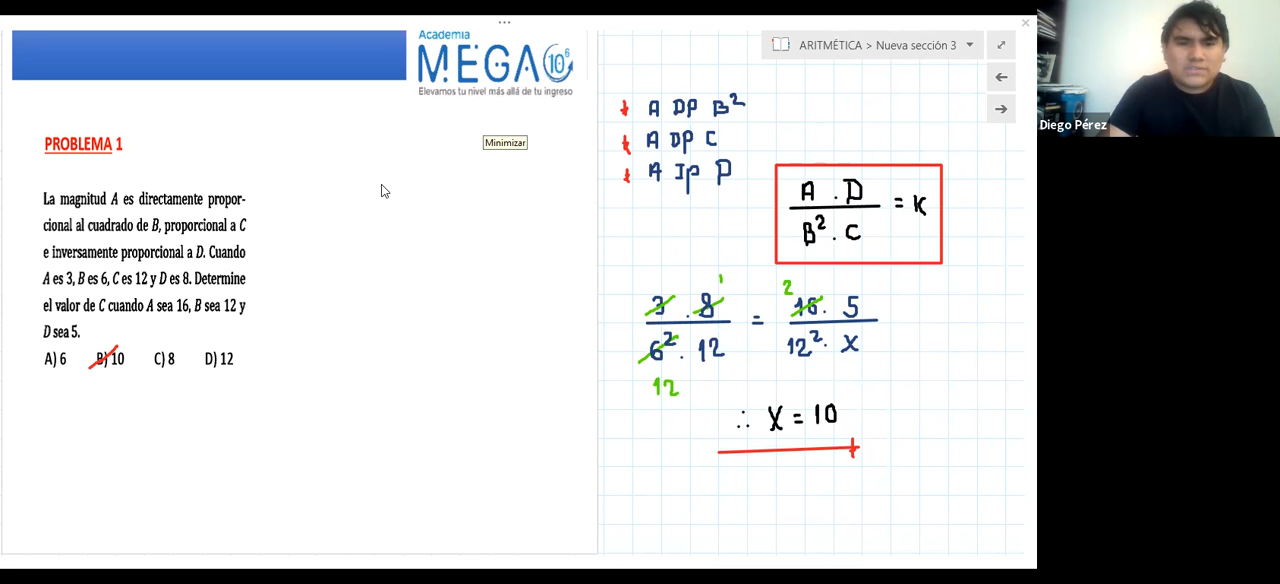 Academia
MEGA 10⁶
Elevamos tu nivel más allá de tu ingreso
PROBLEMA 1
Minimizar
La magnitud A es directamente propor-
cional al cuadrado de B, proporcional a C
e inversamente proporcional a D. Cuando
A es 3, B es 6, C es 12 y D es 8. Determine
el valor de C cuando A sea 16, B sea 12 y
D sea 5.
A) 6 B) 10 C) 8 D) 12
ARITMÉTICA > Nueva sección 3
A DP B²
A DP C
A IP D
A . D
= K
B² . C
1
2
3 . 8 = 16 . 5
6² . 12 12² . X
12
∴ X = 10
Diego Pérez